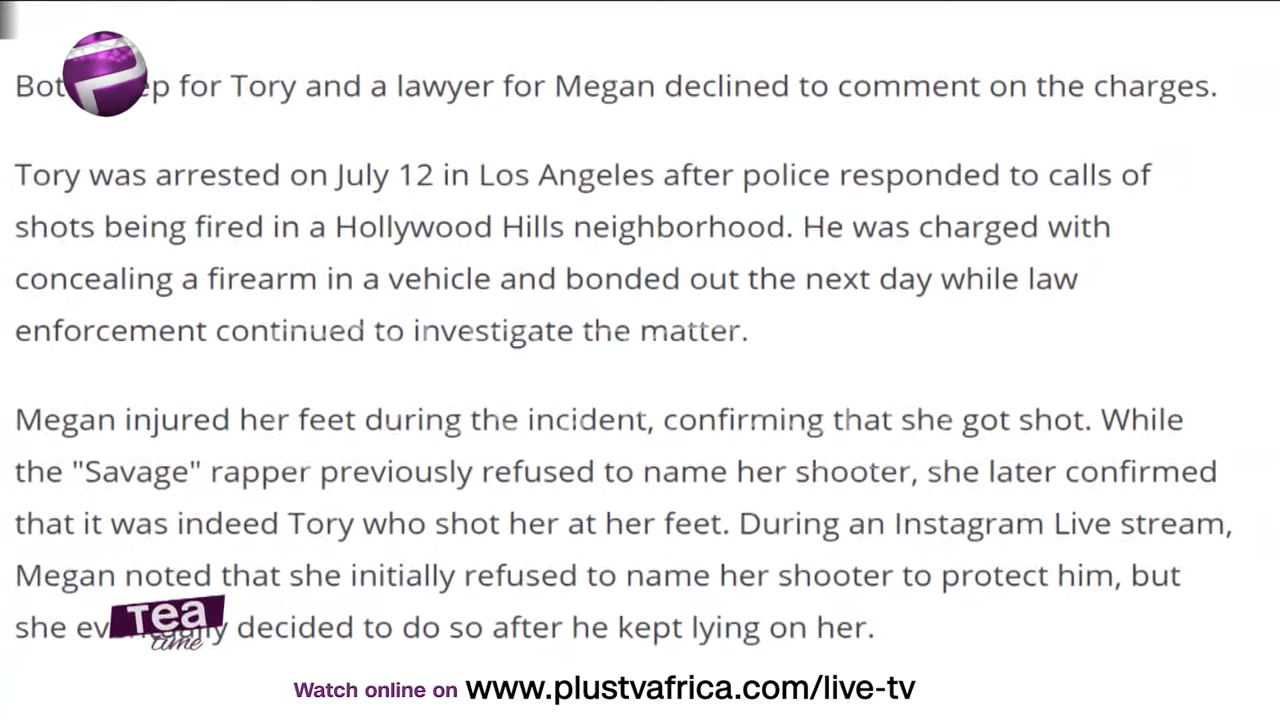 for Tory and a lawyer for Megan declined to comment on the charges.
Tory was arrested on July 12 in Los Angeles after police responded to calls of
shots being fired in a Hollywood Hills neighborhood. He was charged with
concealing a firearm in a vehicle and bonded out the next day while law
enforcement continued to investigate the matter.
Megan injured her feet during the incident, confirming that she got shot. While
the "Savage" rapper previously refused to name her shooter, she later confirmed
that it was indeed Tory who shot her at her feet. During an Instagram Live stream,
Megan noted that she initially refused to name her shooter to protect him, but
she decided to do so after he kept lying on her.
Tea
time
Watch online on www.plustvafrica.com/live-tv